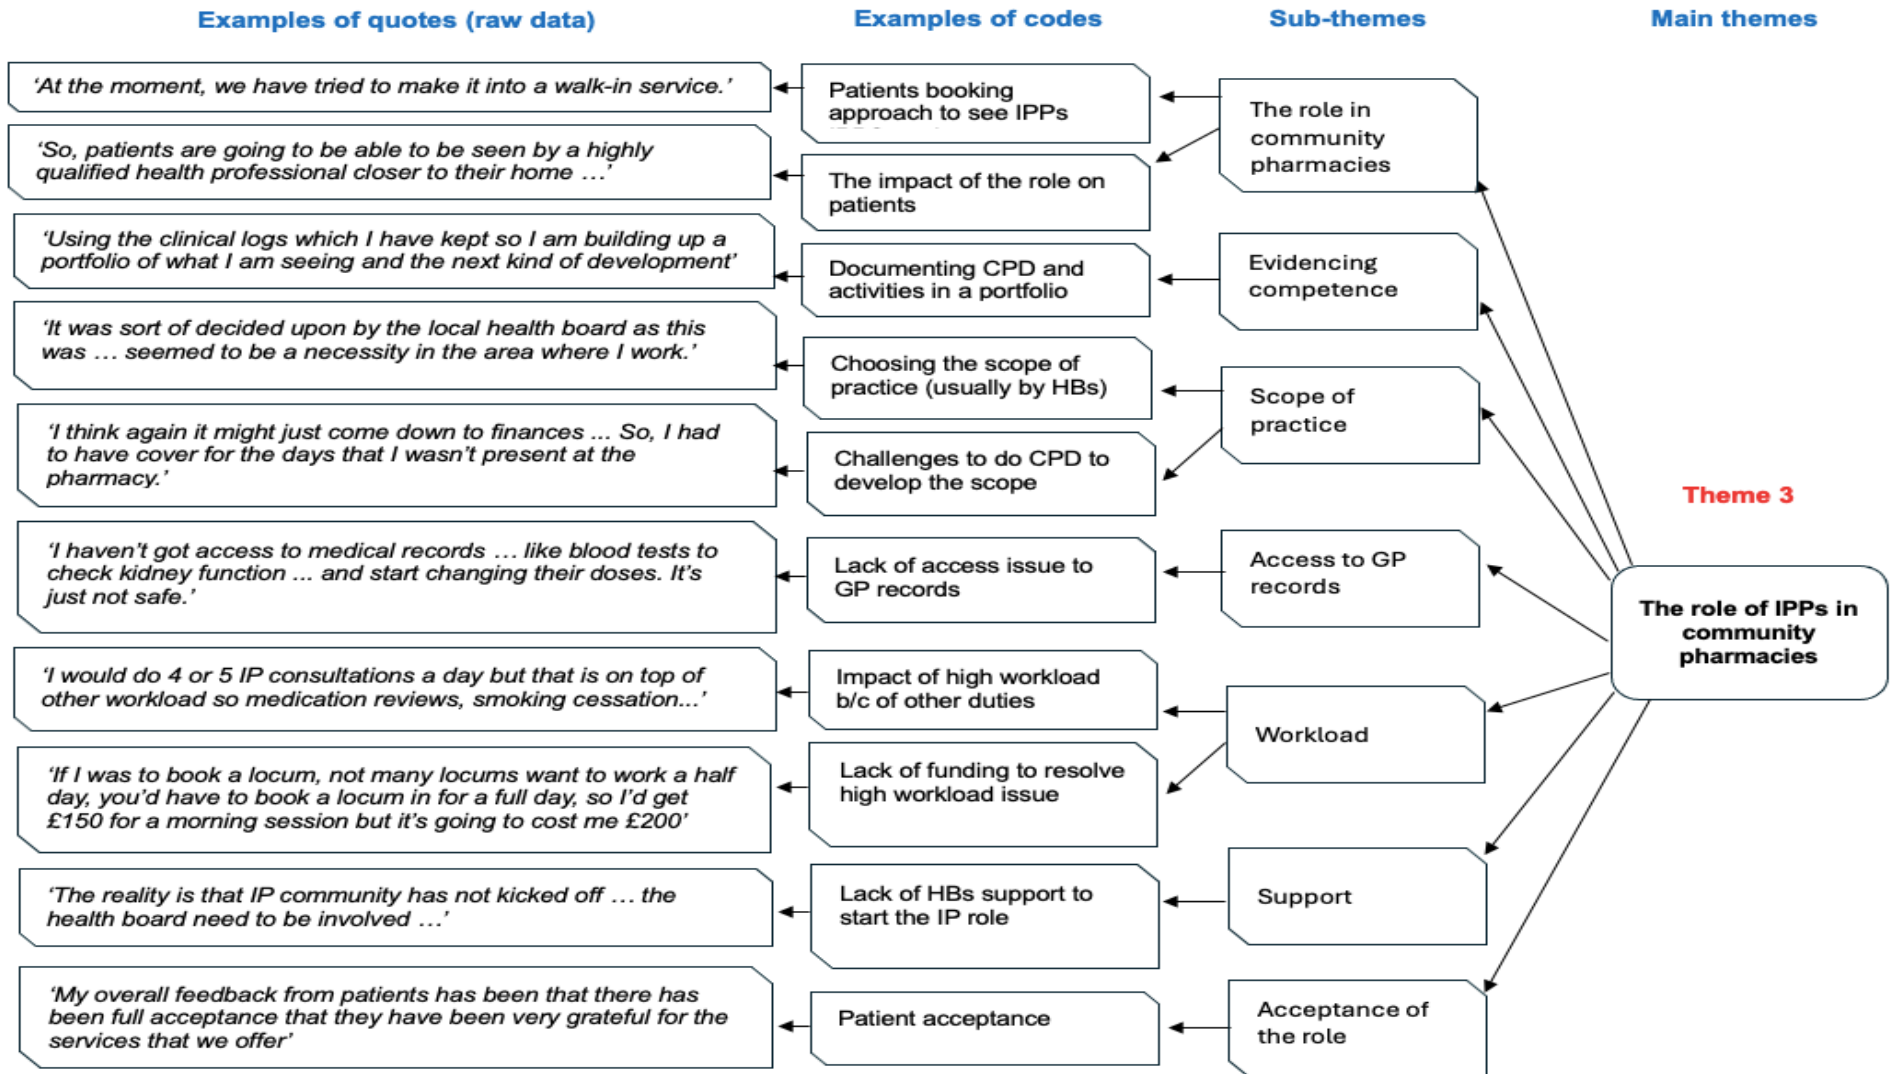 Examples of quotes (raw data)
Examples of codes
Sub-themes
Main themes
‘At the moment, we have tried to make it into a walk-in service.’
‘So, patients are going to be able to be seen by a highly
qualified health professional closer to their home …’
‘Using the clinical logs which I have kept so I am building up a
portfolio of what I am seeing and the next kind of development’
‘It was sort of decided upon by the local health board as this
was … seemed to be a necessity in the area where I work.’
‘I think again it might just come down to finances ... So, I had
to have cover for the days that I wasn’t present at the
pharmacy.’
‘I haven’t got access to medical records … like blood tests to
check kidney function ... and start changing their doses. It’s
just not safe.’
‘I would do 4 or 5 IP consultations a day but that is on top of
other workload so medication reviews, smoking cessation...’
‘If I was to book a locum, not many locums want to work a half
day, you’d have to book a locum in for a full day, so I’d get
£150 for a morning session but it’s going to cost me £200’
‘The reality is that IP community has not kicked off … the
health board need to be involved …’
‘My overall feedback from patients has been that there has
been full acceptance that they have been very grateful for the
services that we offer’
Patients booking
approach to see IPPs
The impact of the role on
patients
Documenting CPD and
activities in a portfolio
Choosing the scope of
practice (usually by HBs)
Challenges to do CPD to
develop the scope
Lack of access issue to
GP records
Impact of high workload
b/c of other duties
Lack of funding to resolve
high workload issue
Lack of HBs support to
start the IP role
Patient acceptance
The role in
community
pharmacies
Evidencing
competence
Scope of
practice
Access to GP
records
Workload
Support
Acceptance of
the role
Theme 3
The role of IPPs in
community
pharmacies